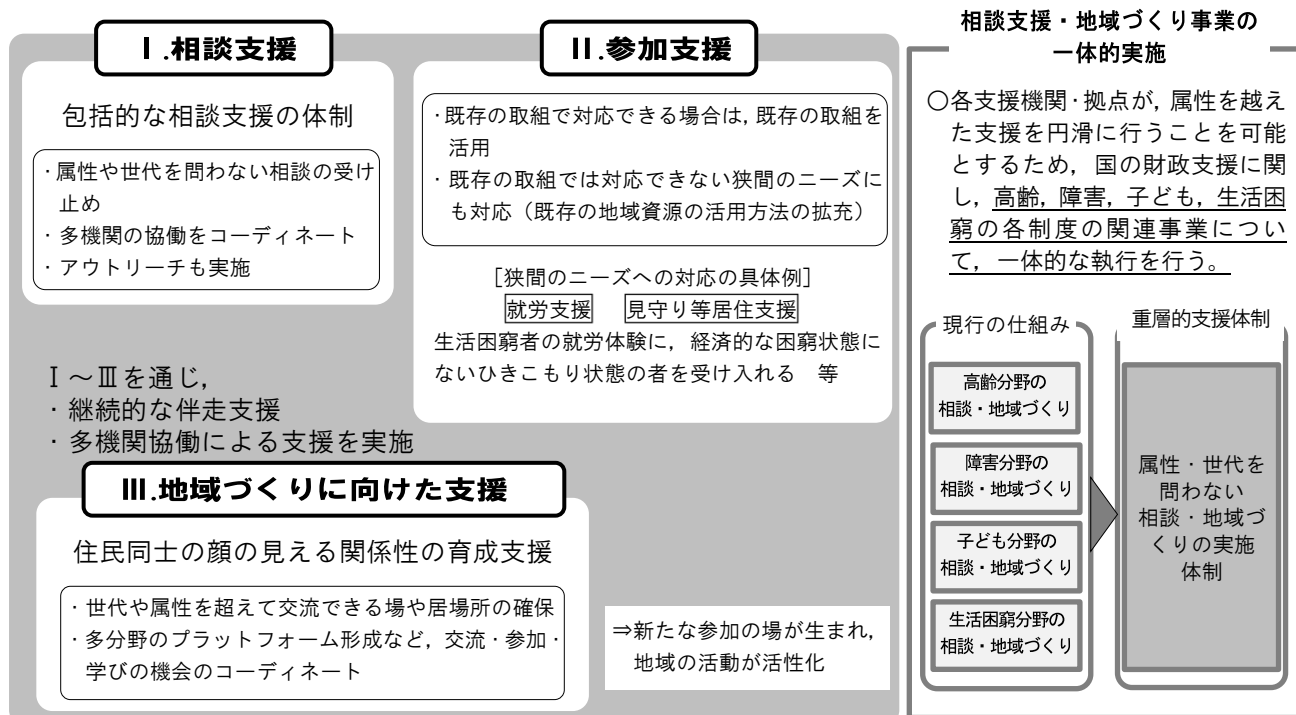 Ⅰ.相談支援
包括的な相談支援の体制
・属性や世代を問わない相談の受け
止め
・多機関の協働をコーディネート
・アウトリーチも実施
Ⅱ.参加支援
・既存の取組で対応できる場合は，既存の取組を
活用
・既存の取組では対応できない狭間のニーズに
も対応（既存の地域資源の活用方法の拡充）
[狭間のニーズへの対応の具体例]
就労支援　見守り等居住支援
生活困窮者の就労体験に，経済的な困窮状態に
ないひきこもり状態の者を受け入れる　等
Ⅰ～Ⅲを通じ，
・継続的な伴走支援
・多機関協働による支援を実施
Ⅲ.地域づくりに向けた支援
住民同士の顔の見える関係性の育成支援
・世代や属性を超えて交流できる場や居場所の確保
・多分野のプラットフォーム形成など，交流・参加・
学びの機会のコーディネート
⇒新たな参加の場が生まれ，
地域の活動が活性化
相談支援・地域づくり事業の
一体的実施
○各支援機関・拠点が，属性を越え
た支援を円滑に行うことを可能
とするため，国の財政支援に関
し，高齢，障害，子ども，生活困
窮の各制度の関連事業につい
て，一体的な執行を行う。
現行の仕組み
高齢分野の
相談・地域づくり
障害分野の
相談・地域づくり
子ども分野の
相談・地域づくり
生活困窮分野の
相談・地域づくり
重層的支援体制
属性・世代を
問わない
相談・地域づ
くりの実施
体制